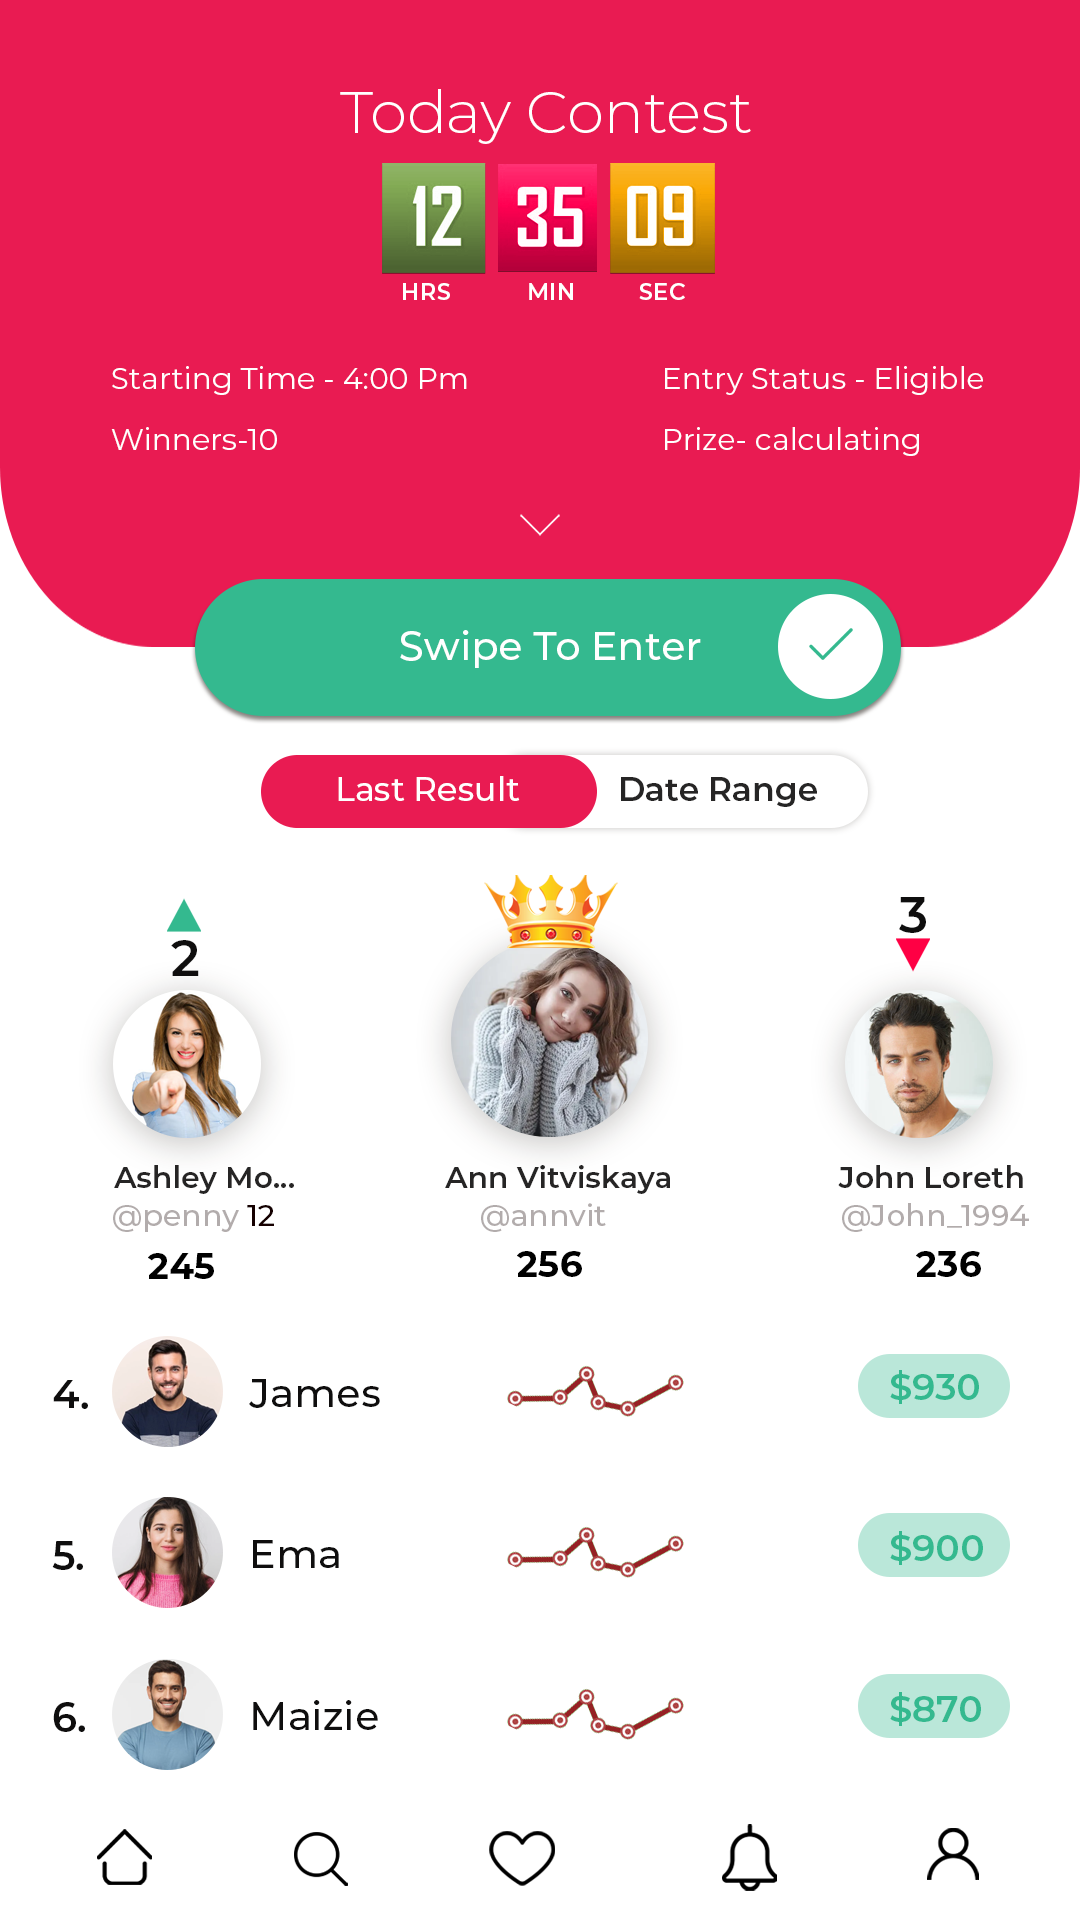 Today Contest
12 35 09
HRS MIN SEC
Starting Time - 4:00 Pm
Entry Status - Eligible
Winners-10
Prize- calculating
Swipe To Enter
Last Result
Date Range
2
3
Ashley Mo...
@penny 12
245
Ann Vitviskaya
@annvit
256
John Loreth
@John_1994
236
4. James $930
5. Ema $900
6. Maizie $870